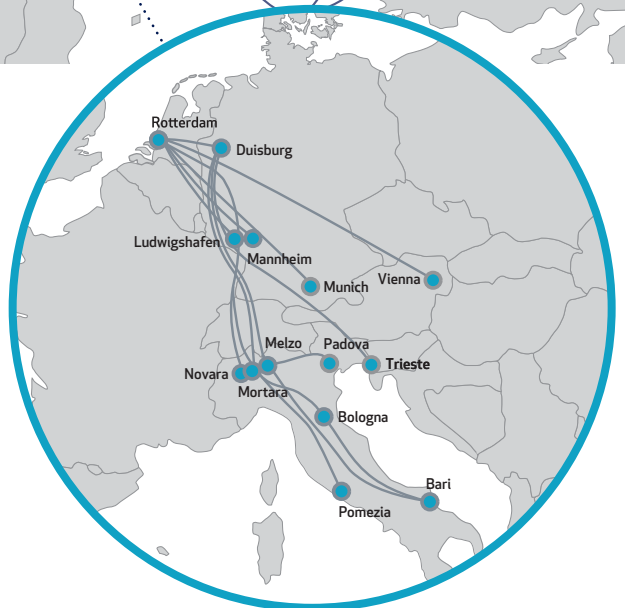 Rotterdam
Duisburg
Ludwigshafen
Mannheim
Munich
Vienna
Melzo
Padova
Trieste
Novara
Mortara
Bologna
Bari
Pomezia